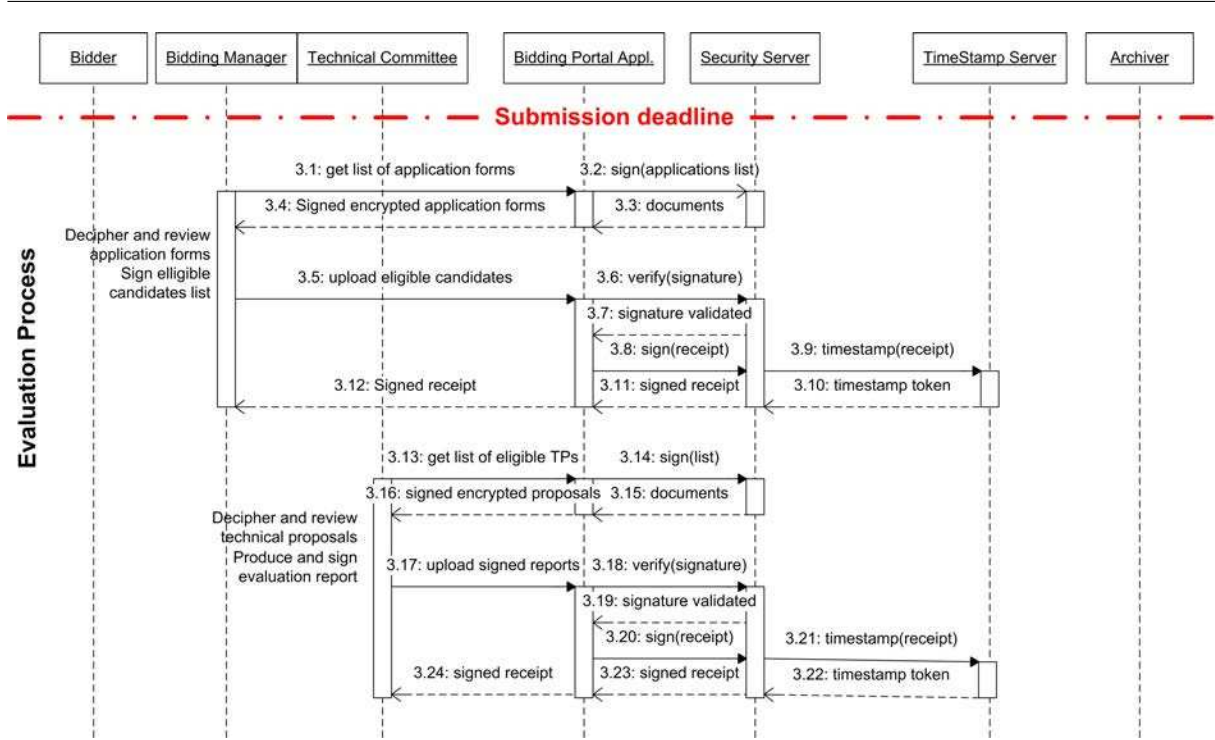 Bidder
Bidding Manager
Technical Committee
Bidding Portal Appl.
Security Server
TimeStamp Server
Archiver
Submission deadline
Evaluation Process
3.1: get list of application forms
3.2: sign(applications list)
3.4: Signed encrypted application forms
3.3: documents
Decipher and review
application forms
Sign elligible
candidates list
3.5: upload eligible candidates
3.6: verify(signature)
3.7: signature validated
3.8: sign(receipt)
3.9: timestamp(receipt)
3.12: Signed receipt
3.11: signed receipt
3.10: timestamp token
3.13: get list of eligible TPs
3.14: sign(list)
3.16: signed encrypted proposals
3.15: documents
Decipher and review
technical proposals
Produce and sign
evaluation report
3.17: upload signed reports
3.18: verify(signature)
3.19: signature validated
3.20: sign(receipt)
3.21: timestamp(receipt)
3.24: signed receipt
3.23: signed receipt
3.22: timestamp token